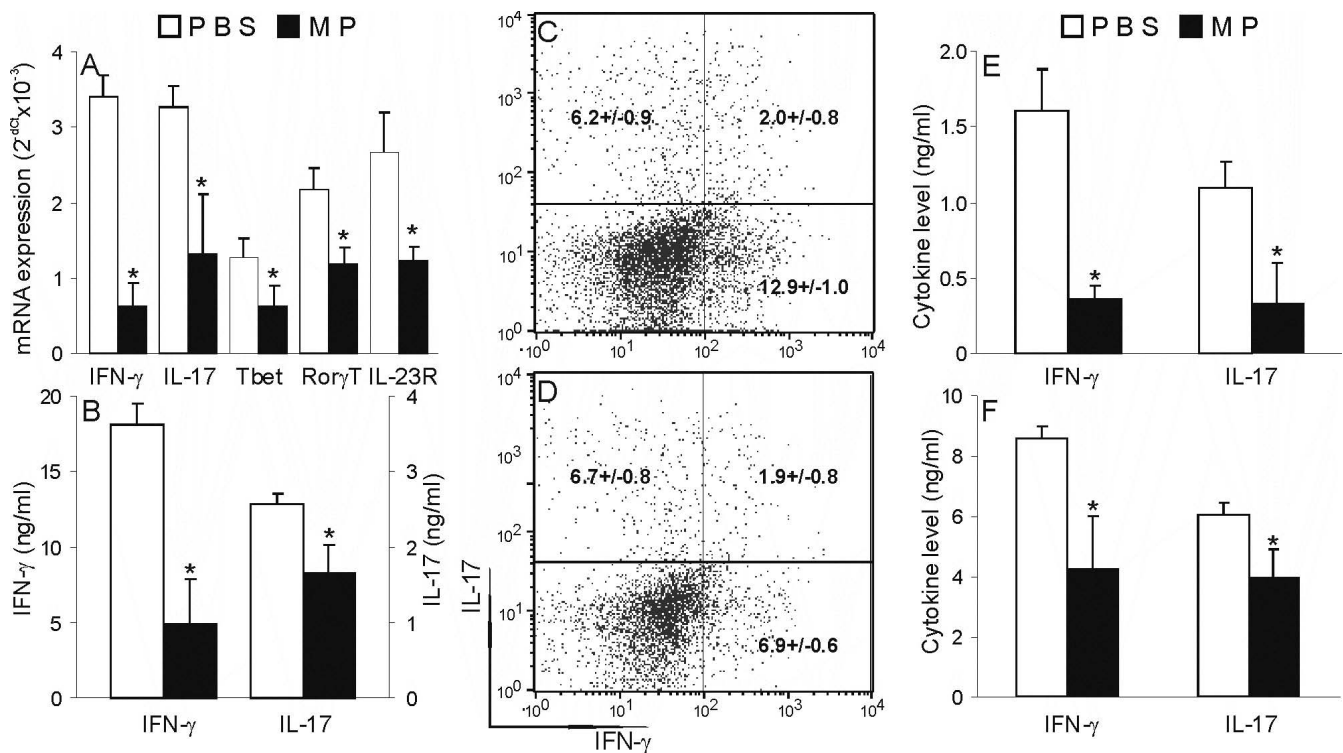 PBS MP
A
mRNA expression (2^-dct x10^-3)
4
3
2
1
0
* * * * *
IFN-γ IL-17 Tbet RorγT IL-23R
B
IFN-γ (ng/ml)
20
15
10
5
0
* *
4
3
2
1
0
IL-17 (ng/ml)
IFN-γ IL-17
C
10^4
10^3
10^2
10^1
10^0
6.2+/-0.9 2.0+/-0.8
12.9+/-1.0
10^0 10^1 10^2 10^3 10^4
D
10^4
10^3
10^2
10^1
10^0
6.7+/-0.8 1.9+/-0.8
6.9+/-0.6
10^0 10^1 10^2 10^3 10^4
IL-17
IFN-γ
PBS MP
E
Cytokine level (ng/ml)
2.0
1.5
1.0
0.5
0
* *
IFN-γ IL-17
F
Cytokine level (ng/ml)
10
8
6
4
2
0
* *
IFN-γ IL-17